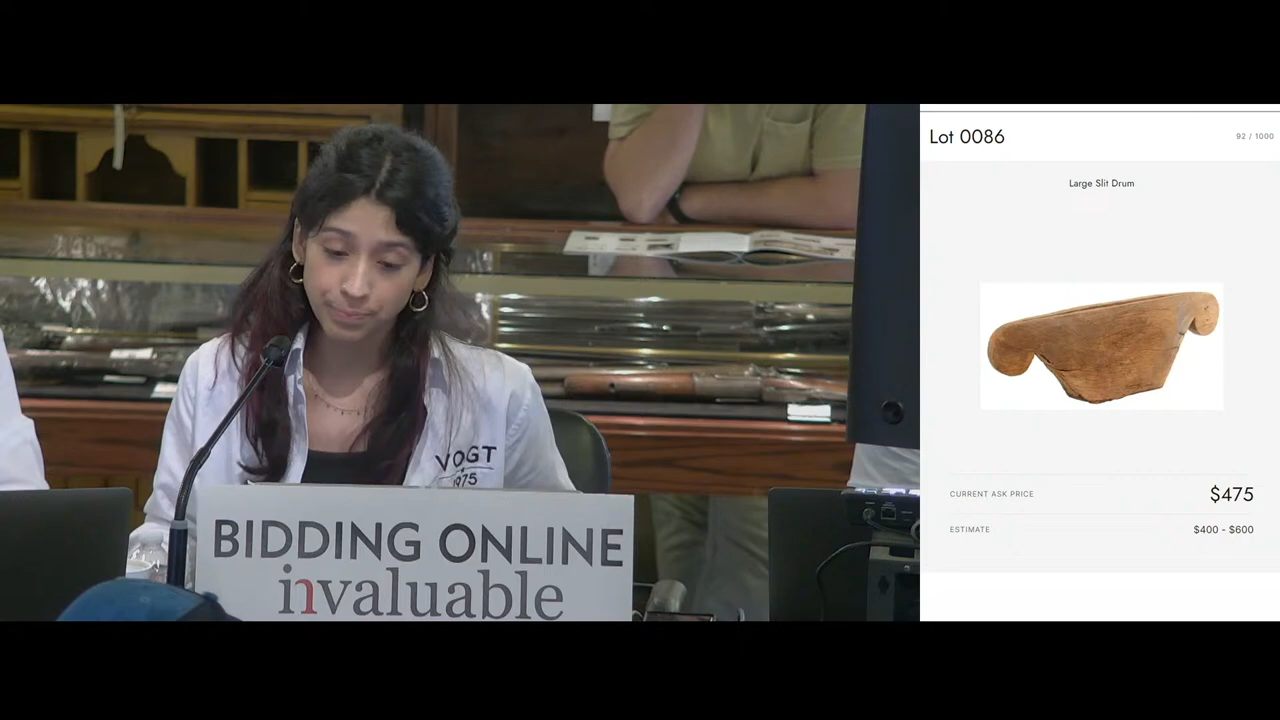 VOGT
1975
BIDDING ONLINE
invaluable
Lot 0086
92 / 1000
Large Slit Drum
CURRENT ASK PRICE
$475
ESTIMATE
$400 - $600